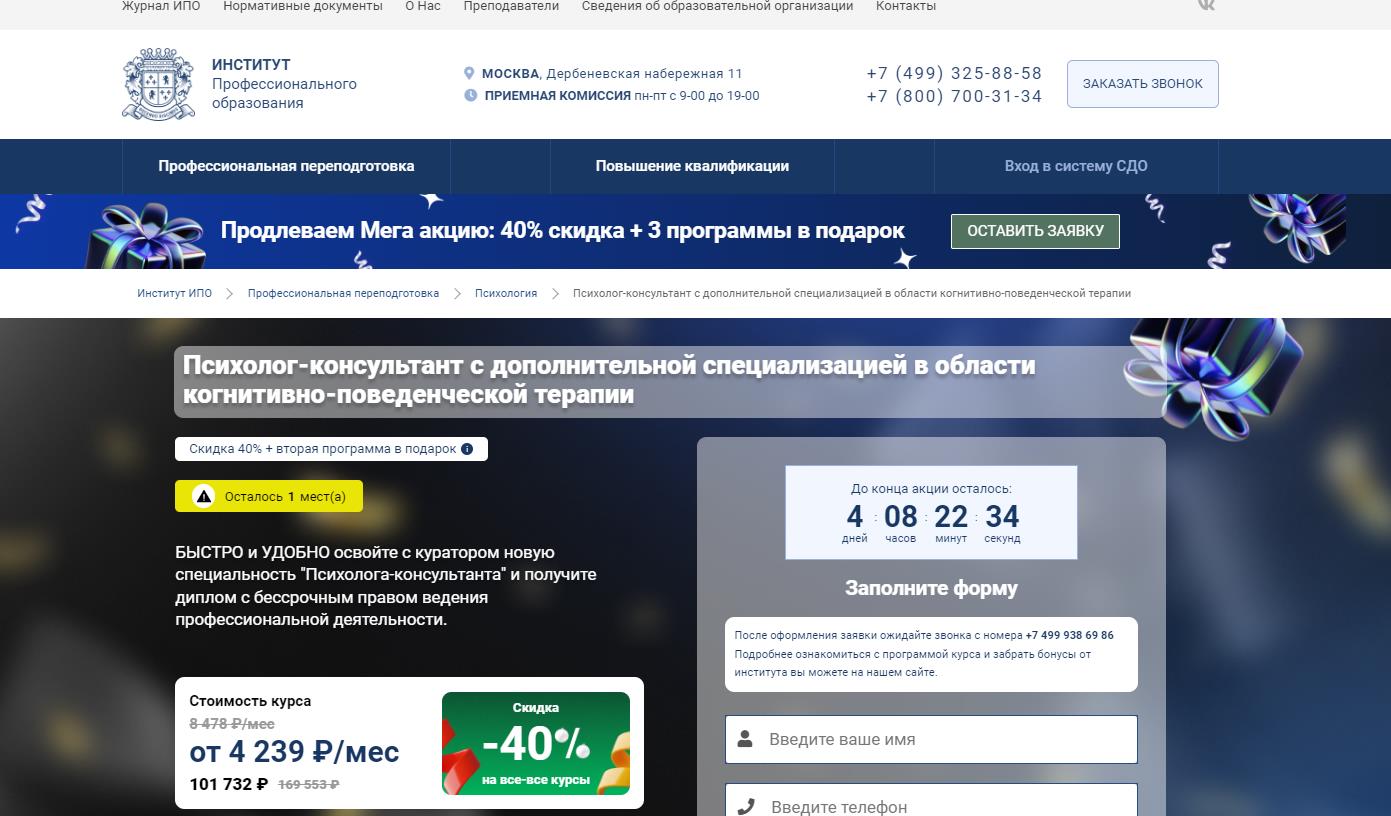 Журнал ИПО Нормативные документы О Нас Преподаватели Сведения об образовательной организации Контакты
ИНСТИТУТ
Профессионального
образования
МОСКВА, Дербеневская набережная 11
ПРИЕМНАЯ КОМИССИЯ пн-пт с 9-00 до 19-00
+7 (499) 325-88-58
+7 (800) 700-31-34
ЗАКАЗАТЬ ЗВОНОК
Профессиональная переподготовка Повышение квалификации Вход в систему СДО
Продлеваем Мега акцию: 40% скидка + 3 программы в подарок ОСТАВИТЬ ЗАЯВКУ
Институт ИПО Профессиональная переподготовка Психология Психолог-консультант с дополнительной специализацией в области когнитивно-поведенческой терапии
Психолог-консультант с дополнительной специализацией в области
когнитивно-поведенческой терапии
Скидка 40% + вторая программа в подарок
Осталось 1 мест(а)
БЫСТРО и УДОБНО освойте с куратором новую
специальность "Психолога-консультанта" и получите
диплом с бессрочным правом ведения
профессиональной деятельности.
Стоимость курса
8 478 ₽/мес
от 4 239 ₽/мес
101 732 ₽ 169 553 ₽
Скидка
-40%
на все-все курсы
До конца акции осталось:
4 : 08 : 22 : 34
дней часов минут секунд
Заполните форму
После оформления заявки ожидайте звонка с номера +7 499 938 69 86
Подробнее ознакомиться с программой курса и забрать бонусы от
института вы можете на нашем сайте.
Введите ваше имя
Введите телефон